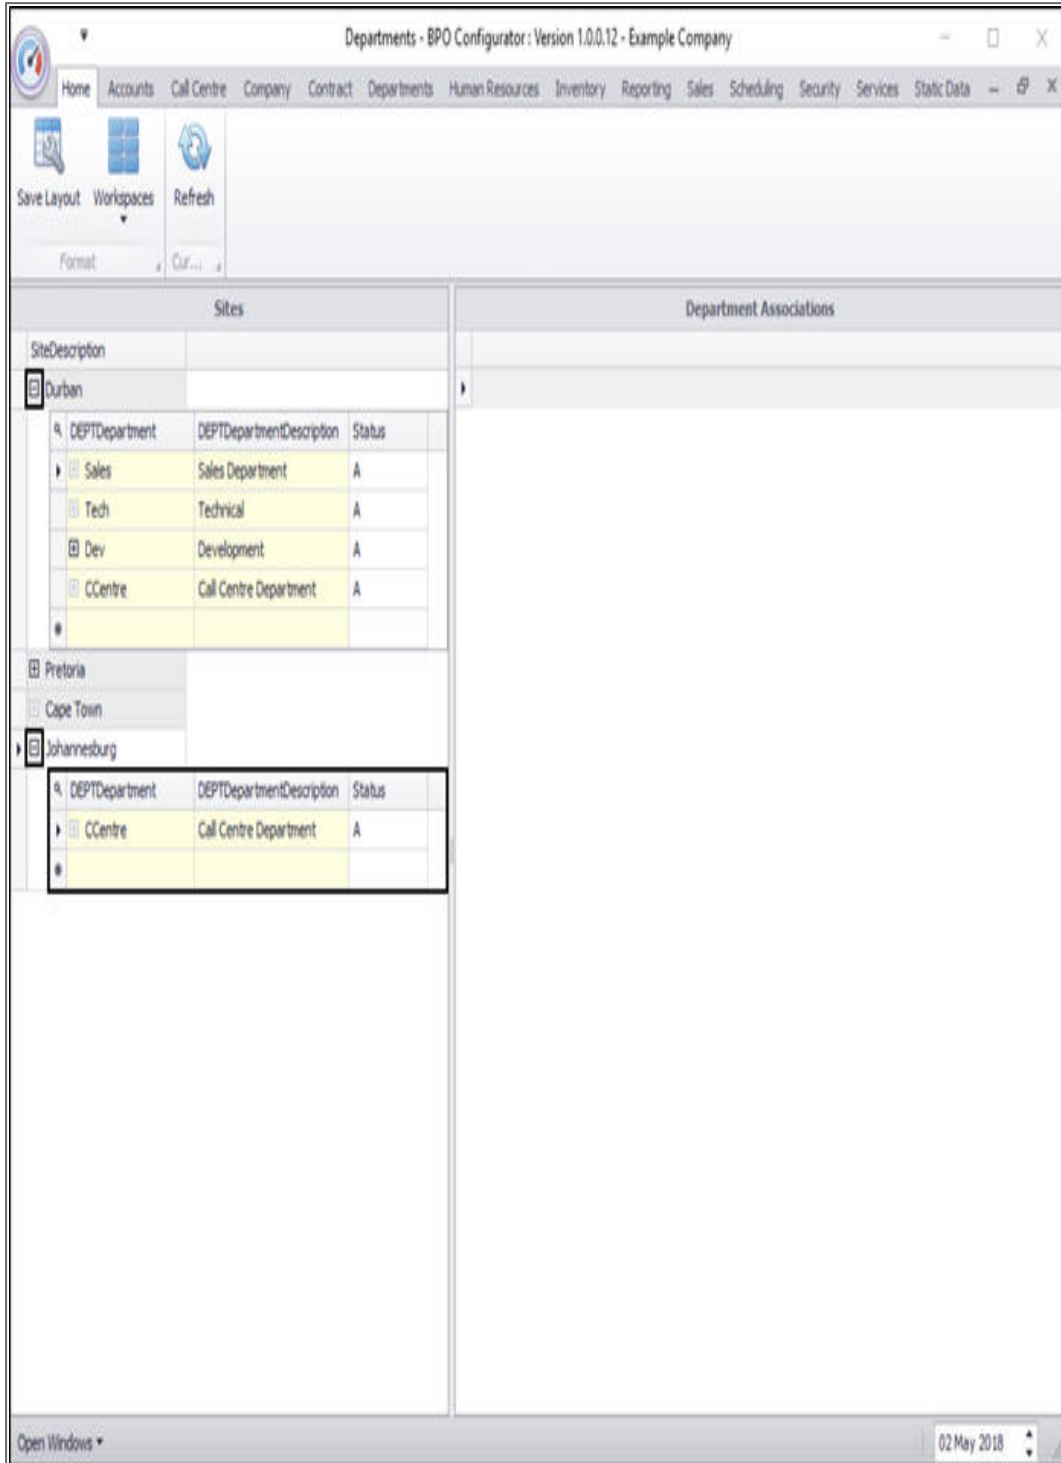 Departments - BPO Configurator : Version 1.0.0.12 - Example Company
Home Accounts Call Centre Company Contract Departments Human Resources Inventory Reporting Sales Scheduling Security Services Static Data
Save Layout Workspaces Refresh
Format Cur...
Sites Department Associations
SiteDescription
Durban
DEPTDepartment DEPTDepartmentDescription Status
Sales Sales Department A
Tech Technical A
Dev Development A
CCentre Call Centre Department A
Pretoria
Cape Town
Johannesburg
DEPTDepartment DEPTDepartmentDescription Status
CCentre Call Centre Department A
Open Windows 02 May 2018